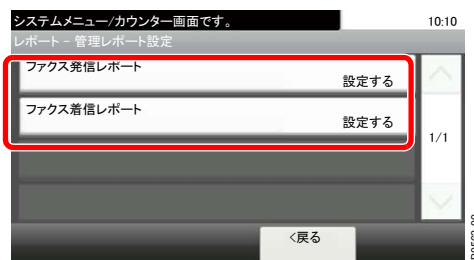 システムメニュー/カウンター画面です。 10:10
レポート - 管理レポート設定
ファクス発信レポート
設定する
ファクス着信レポート
設定する
1/1
<戻る